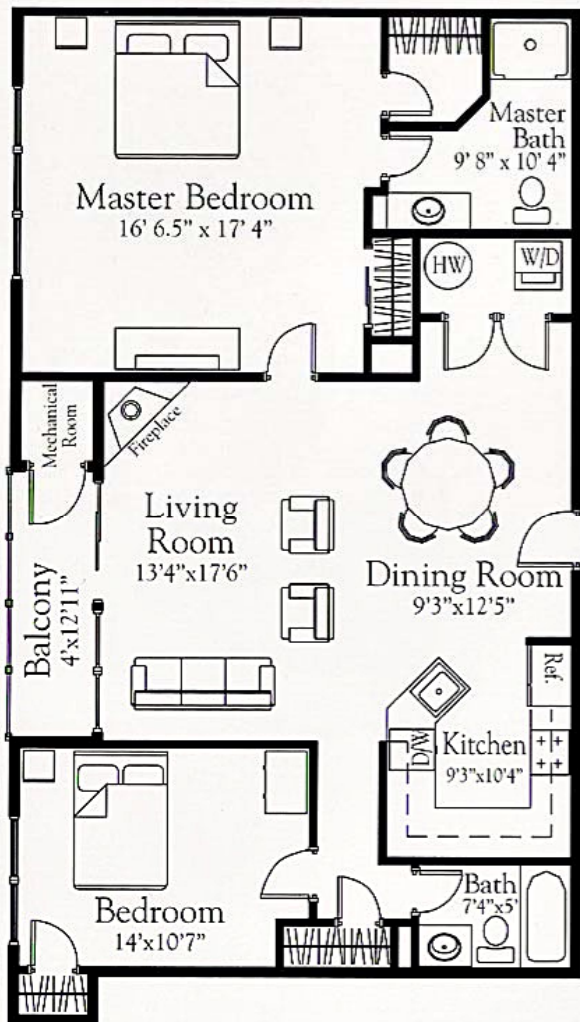 Master
Bath
9' 8" x 10' 4"
Master Bedroom
16' 6.5" x 17' 4"
HW
W/D
Mechanical
Room
Fireplace
Living
Room
13'4"x17'6"
Dining Room
9'3"x12'5"
Balcony
4'x12'11"
Ref.
D/W
Kitchen
9'3"x10'4"
Bedroom
14'x10'7"
Bath
7'4"x5'